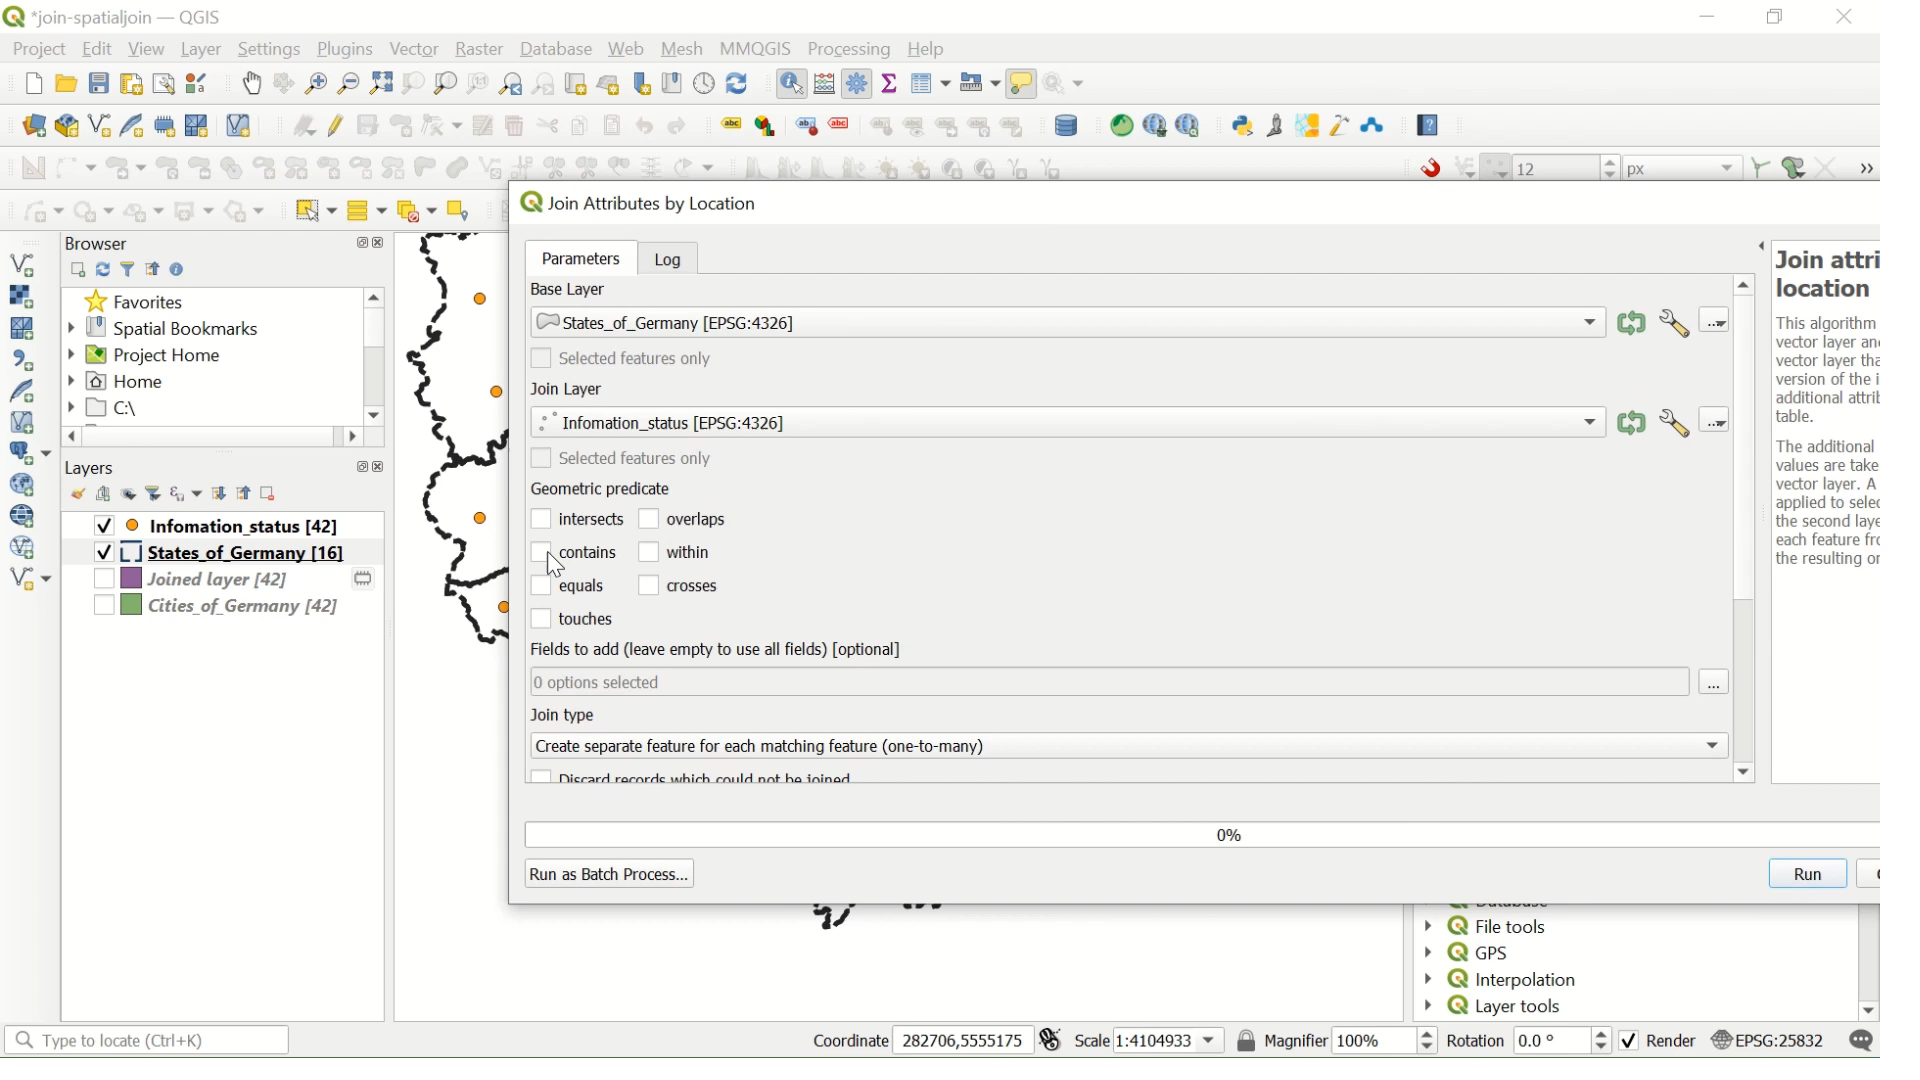 *join-spatialjoin — QGIS
Project Edit View Layer Settings Plugins Vector Raster Database Web Mesh MMQGIS Processing Help
12 px
Join Attributes by Location
Browser
Favorites
Spatial Bookmarks
Project Home
Home
C:\
Layers
Infomation_status [42]
States_of_Germany [16]
Joined layer [42]
Cities_of_Germany [42]
Parameters Log
Base Layer
States_of_Germany [EPSG:4326]
Selected features only
Join Layer
Infomation_status [EPSG:4326]
Selected features only
Geometric predicate
intersects overlaps
contains within
equals crosses
touches
Fields to add (leave empty to use all fields) [optional]
0 options selected
...
Join type
Create separate feature for each matching feature (one-to-many)
Discard records which could not be joined
0%
Run as Batch Process...
Run
Join attri
location
This algorithm
vector layer an
vector layer tha
version of the i
additional attrib
table.
The additional
values are take
vector layer. A
applied to selec
the second laye
each feature fro
the resulting or
Database
File tools
GPS
Interpolation
Layer tools
Type to locate (Ctrl+K)
Coordinate 282706,5555175 Scale 1:4104933 Magnifier 100% Rotation 0.0 ° Render EPSG:25832